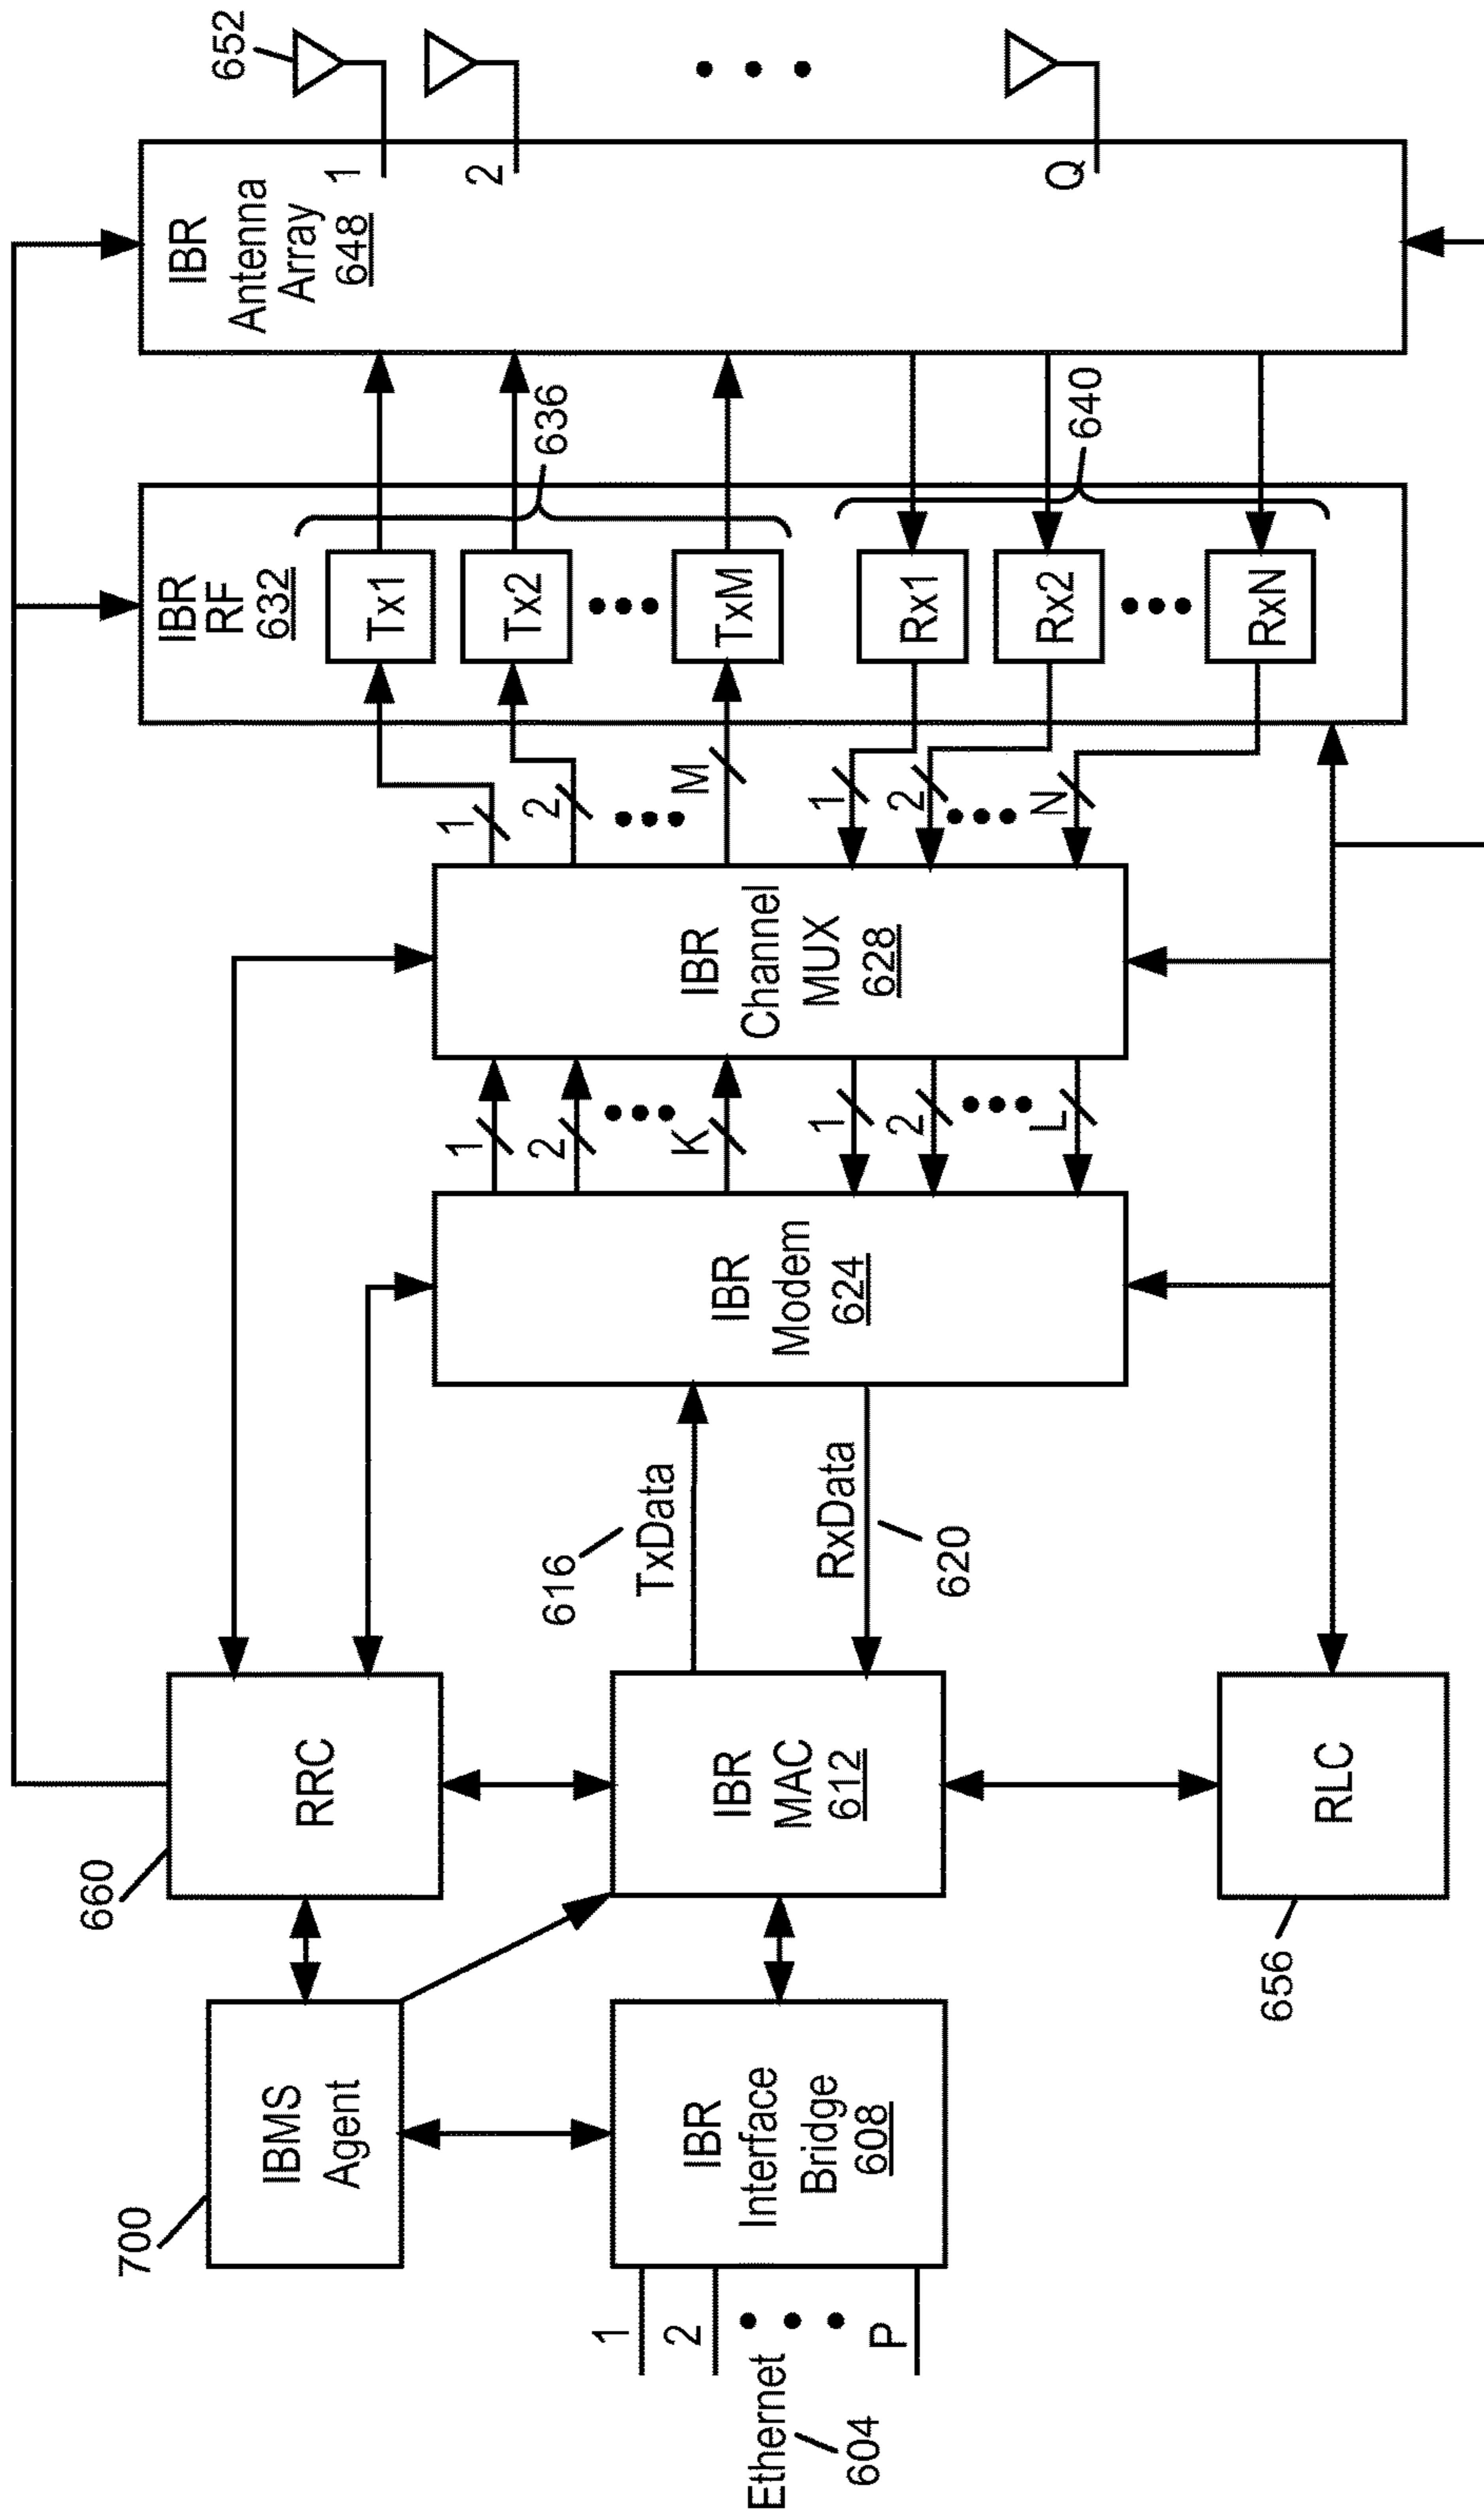 700
IBMS
Agent
660
RRC
Ethernet
604
1
2
P
IBR
Interface
Bridge
608
IBR
MAC
612
656
RLC
616
TxData
RxData
620
IBR
Modem
624
1
2
K
1
2
L
IBR
Channel
MUX
628
1
2
M
1
2
N
IBR
RF
632
Tx1
Tx2
TxM
Rx1
Rx2
RxN
636
640
IBR
Antenna
Array
648
1
2
Q
652